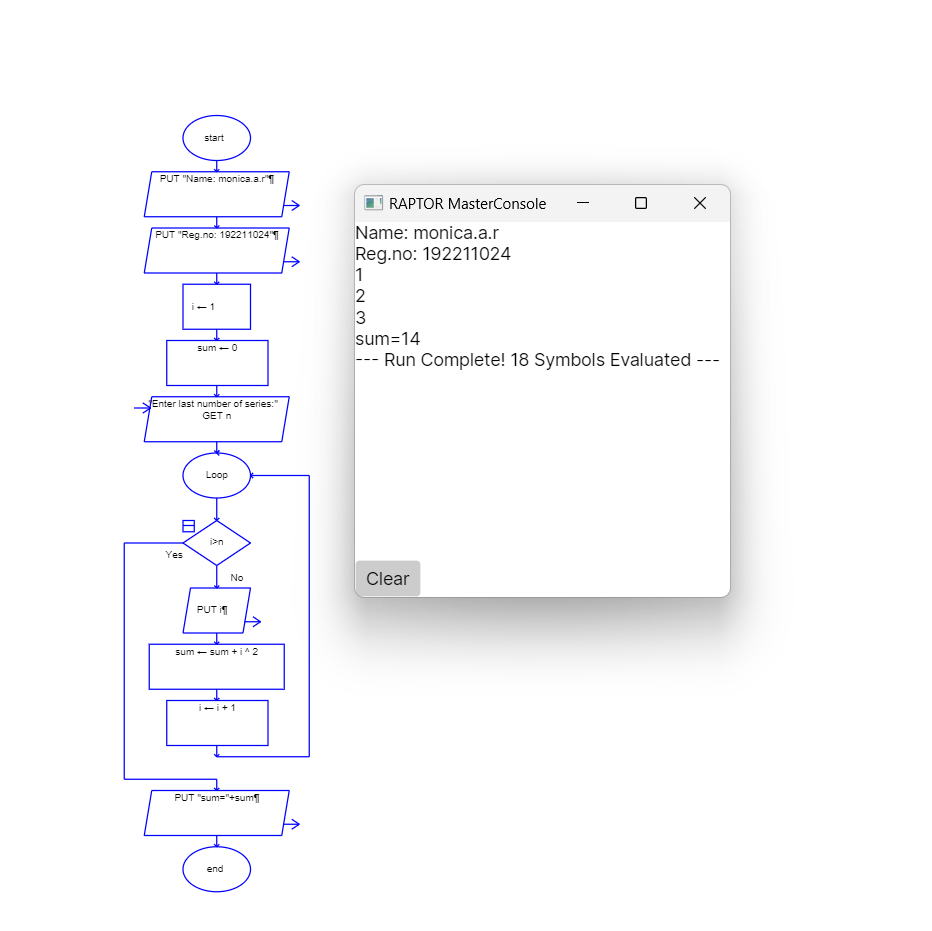 start
PUT "Name: monica.a.r"¶
PUT "Reg.no: 192211024"¶
i ← 1
sum ← 0
"Enter last number of series:"
GET n
Loop
i>n
Yes
No
PUT i¶
sum ← sum + i ^ 2
i ← i + 1
PUT "sum="+sum¶
end
RAPTOR MasterConsole
Name: monica.a.r
Reg.no: 192211024
1
2
3
sum=14
--- Run Complete! 18 Symbols Evaluated ---
Clear